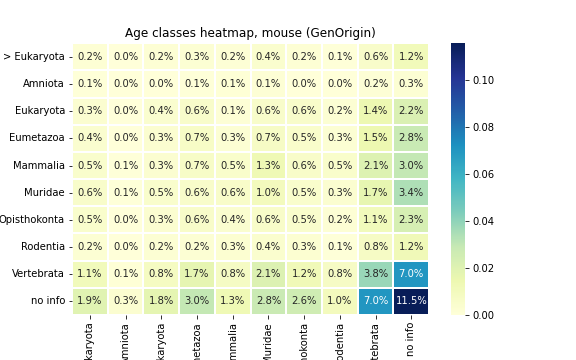 Age classes heatmap, mouse (GenOrigin)
> Eukaryota 0.2% 0.0% 0.2% 0.3% 0.2% 0.4% 0.2% 0.1% 0.6% 1.2%
Amniota 0.1% 0.0% 0.0% 0.1% 0.1% 0.1% 0.0% 0.0% 0.2% 0.3%
Eukaryota 0.3% 0.0% 0.4% 0.6% 0.1% 0.6% 0.6% 0.2% 1.4% 2.2%
Eumetazoa 0.4% 0.0% 0.3% 0.7% 0.3% 0.7% 0.5% 0.3% 1.5% 2.8%
Mammalia 0.5% 0.1% 0.3% 0.7% 0.5% 1.3% 0.6% 0.5% 2.1% 3.0%
Muridae 0.6% 0.1% 0.5% 0.6% 0.6% 1.0% 0.5% 0.3% 1.7% 3.4%
Opisthokonta 0.5% 0.0% 0.3% 0.6% 0.4% 0.6% 0.5% 0.2% 1.1% 2.3%
Rodentia 0.2% 0.0% 0.2% 0.2% 0.3% 0.4% 0.3% 0.1% 0.8% 1.2%
Vertebrata 1.1% 0.1% 0.8% 1.7% 0.8% 2.1% 1.2% 0.8% 3.8% 7.0%
no info 1.9% 0.3% 1.8% 3.0% 1.3% 2.8% 2.6% 1.0% 7.0% 11.5%
karyota
mniota
karyota
etazoa
mmalia
Muridae
okonta
dentia
tebrata
no info
0.10
0.08
0.06
0.04
0.02
0.00